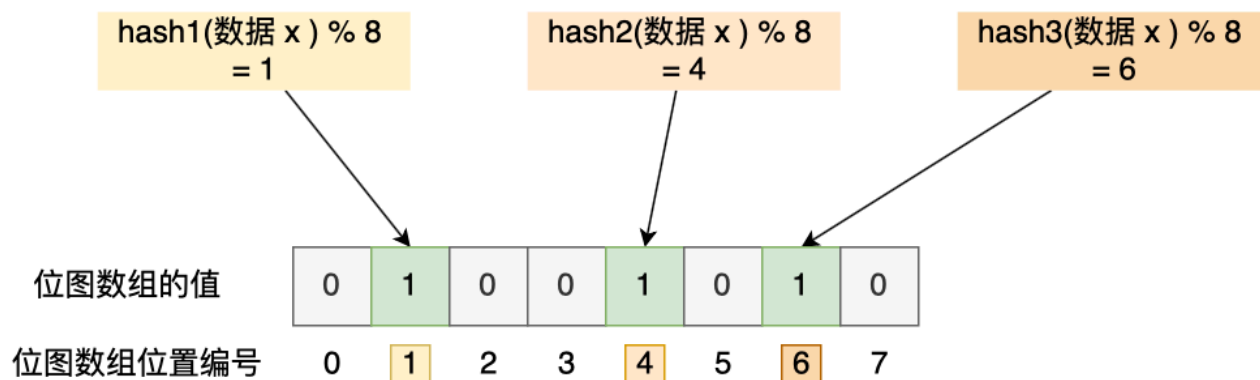 hash1(数据 x ) % 8
= 1
hash2(数据 x ) % 8
= 4
hash3(数据 x ) % 8
= 6
位图数组的值 0 1 0 0 1 0 1 0
位图数组位置编号 0 1 2 3 4 5 6 7